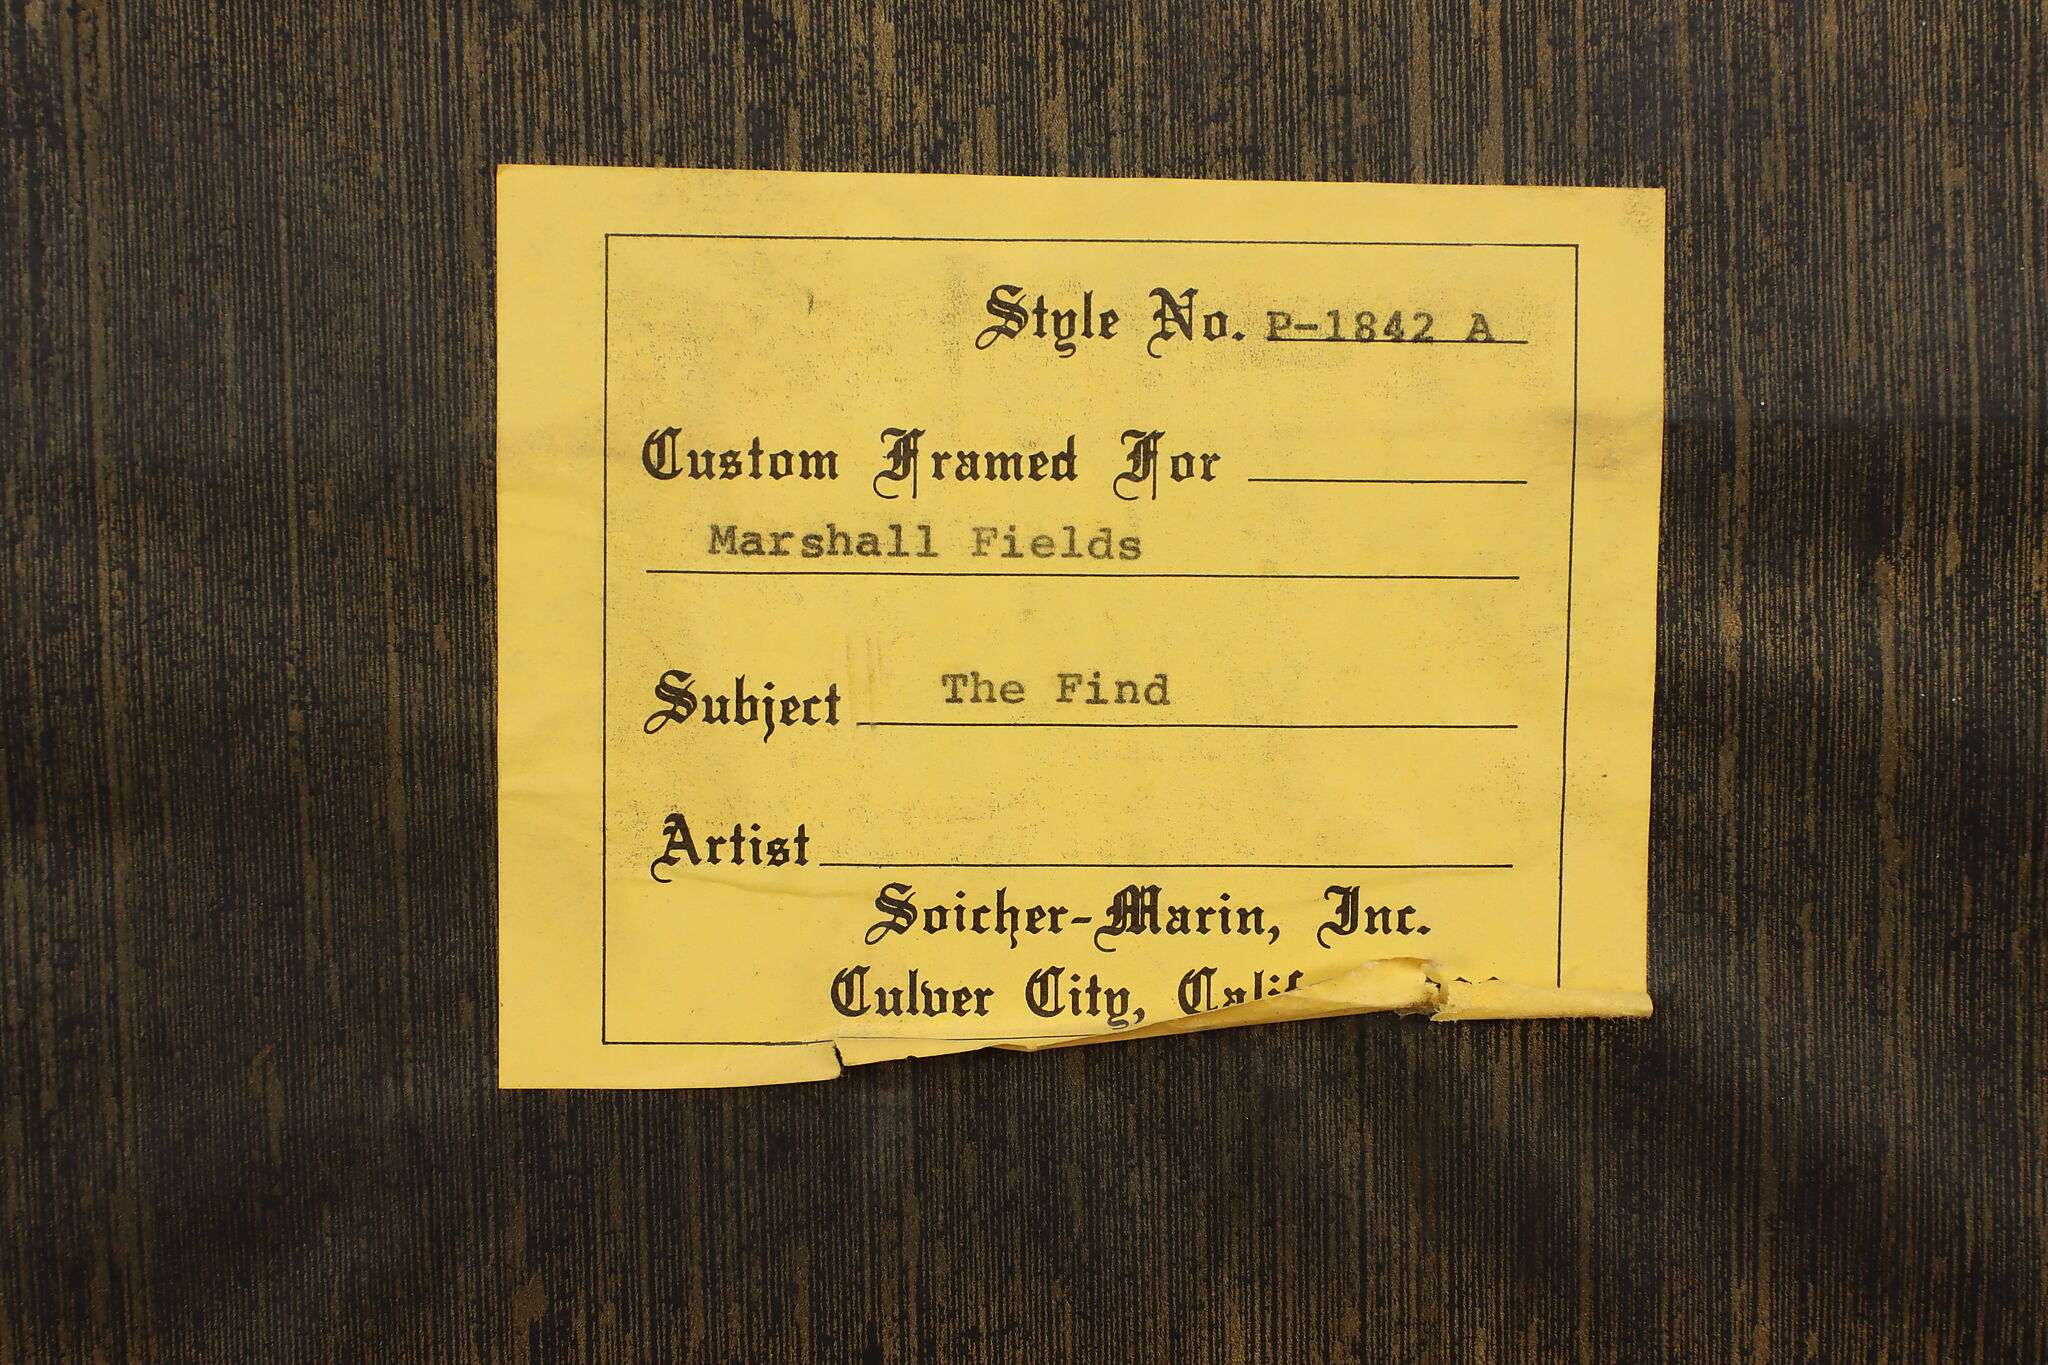 Style No. P-1842 A
Custom Framed For
Marshall Fields
Subject The Find
Artist
Soicher-Marin, Inc.
Culver City,